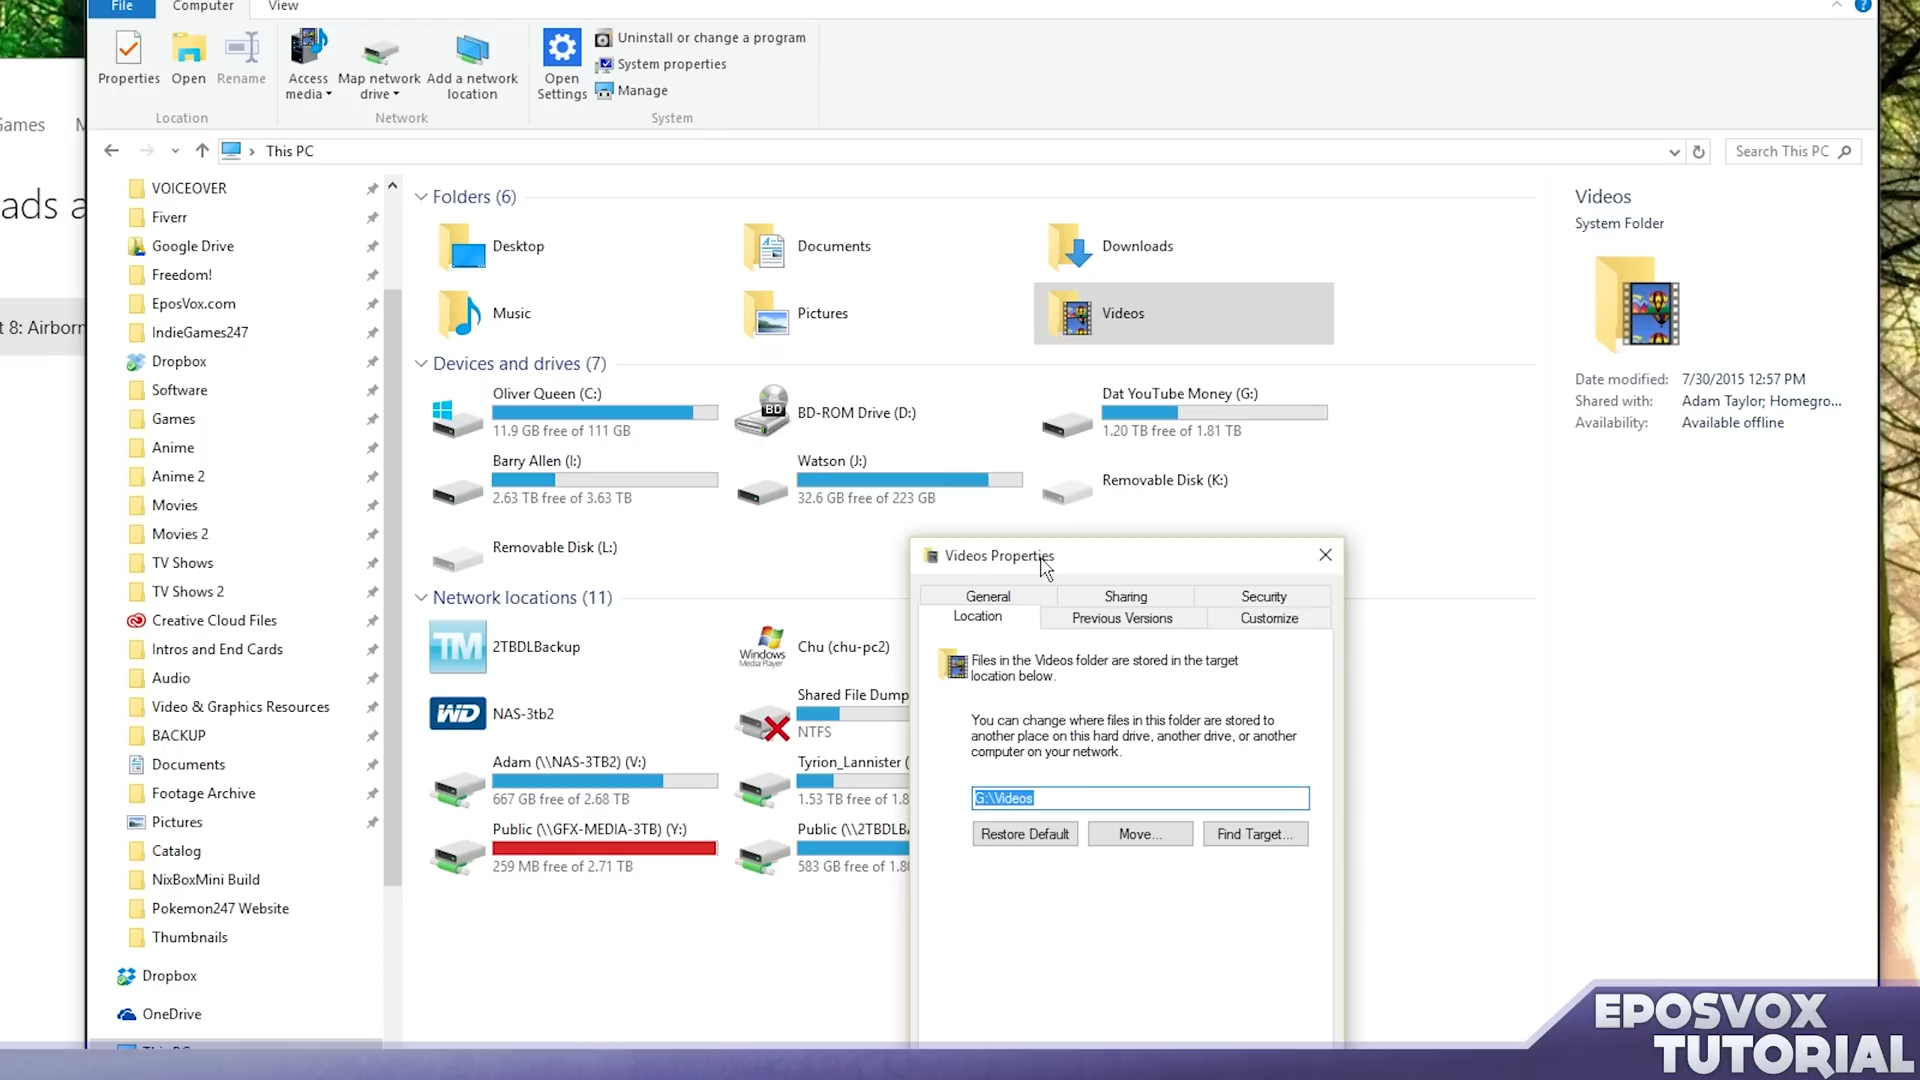 File
Computer
View
Properties
Open
Rename
Access media
Map network drive
Add a network location
Open Settings
Uninstall or change a program
System properties
Manage
Location
Network
System
This PC
Search This PC
ads a
t 8: Airborn
VOICEOVER
Fiverr
Google Drive
Freedom!
EposVox.com
IndieGames247
Dropbox
Software
Games
Anime
Anime 2
Movies
Movies 2
TV Shows
TV Shows 2
Creative Cloud Files
Intros and End Cards
Audio
Video & Graphics Resources
BACKUP
Documents
Footage Archive
Pictures
Catalog
NixBoxMini Build
Pokemon247 Website
Thumbnails
Dropbox
OneDrive
Folders (6)
Desktop
Documents
Downloads
Music
Pictures
Videos
Devices and drives (7)
Oliver Queen (C:)
11.9 GB free of 111 GB
BD-ROM Drive (D:)
Dat YouTube Money (G:)
1.20 TB free of 1.81 TB
Barry Allen (I:)
2.63 TB free of 3.63 TB
Watson (J:)
32.6 GB free of 223 GB
Removable Disk (K:)
Removable Disk (L:)
Network locations (11)
2TBDLBackup
Windows Media Player
Chu (chu-pc2)
WD
NAS-3tb2
Shared File Dump
NTFS
Adam (\\NAS-3TB2) (V:)
667 GB free of 2.68 TB
Tyrion_Lannister (
1.53 TB free of 1.8
Public (\\GFX-MEDIA-3TB) (Y:)
259 MB free of 2.71 TB
Public (\\2TBDLBA
583 GB free of 1.80
Videos
System Folder
Date modified: 7/30/2015 12:57 PM
Shared with: Adam Taylor; Homegro...
Availability: Available offline
Videos Properties
General
Sharing
Security
Location
Previous Versions
Customize
Files in the Videos folder are stored in the target
location below.
You can change where files in this folder are stored to
another place on this hard drive, another drive, or another
computer on your network.
G:\Videos
Restore Default
Move...
Find Target...
EPOSVOX
TUTORIAL